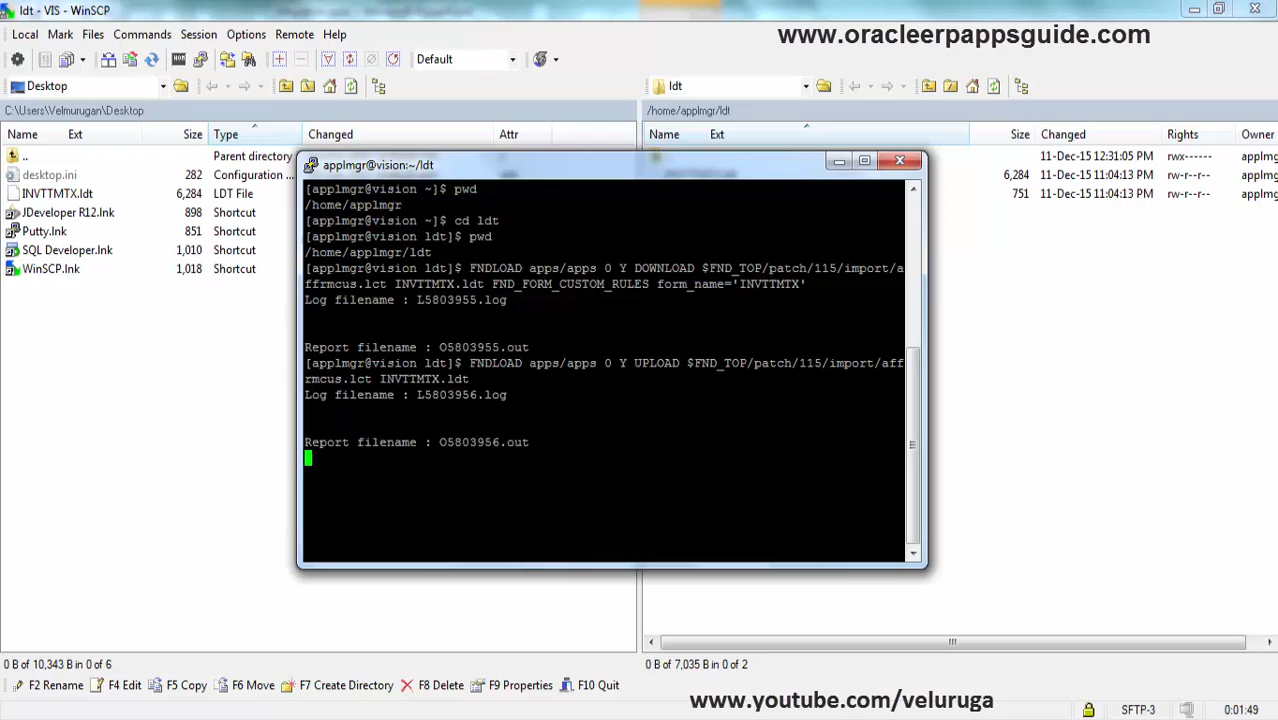 ldt - VIS - WinSCP
Local Mark Files Commands Session Options Remote Help
www.oracleerpappsguide.com
Default
Desktop
ldt
C:\Users\Velmurugan\Desktop
/home/applmgr/ldt
Name Ext Size Type Changed Attr
Name Ext Size Changed Rights Owner
.. Parent directory
11-Dec-15 12:31:05 PM rwx------ applm
desktop.ini 282 Configuration ...
6,284 11-Dec-15 11:04:13 PM rw-r--r-- applmg
INVTTMTX.ldt 6,284 LDT File
751 11-Dec-15 11:04:13 PM rw-r--r-- applmg
JDeveloper R12.lnk 898 Shortcut
Putty.lnk 851 Shortcut
SQL Developer.lnk 1,010 Shortcut
WinSCP.lnk 1,018 Shortcut
applmgr@vision:~/ldt
[applmgr@vision ~]$ pwd
/home/applmgr
[applmgr@vision ~]$ cd ldt
[applmgr@vision ldt]$ pwd
/home/applmgr/ldt
[applmgr@vision ldt]$ FNDLOAD apps/apps 0 Y DOWNLOAD $FND_TOP/patch/115/import/a
ffrmcus.lct INVTTMTX.ldt FND_FORM_CUSTOM_RULES form_name='INVTTMTX'
Log filename : L5803955.log
Report filename : O5803955.out
[applmgr@vision ldt]$ FNDLOAD apps/apps 0 Y UPLOAD $FND_TOP/patch/115/import/aff
rmcus.lct INVTTMTX.ldt
Log filename : L5803956.log
Report filename : O5803956.out
0 B of 10,343 B in 0 of 6
0 B of 7,035 B in 0 of 2
F2 Rename F4 Edit F5 Copy F6 Move F7 Create Directory F8 Delete F9 Properties F10 Quit
www.youtube.com/veluruga
SFTP-3 0:01:49